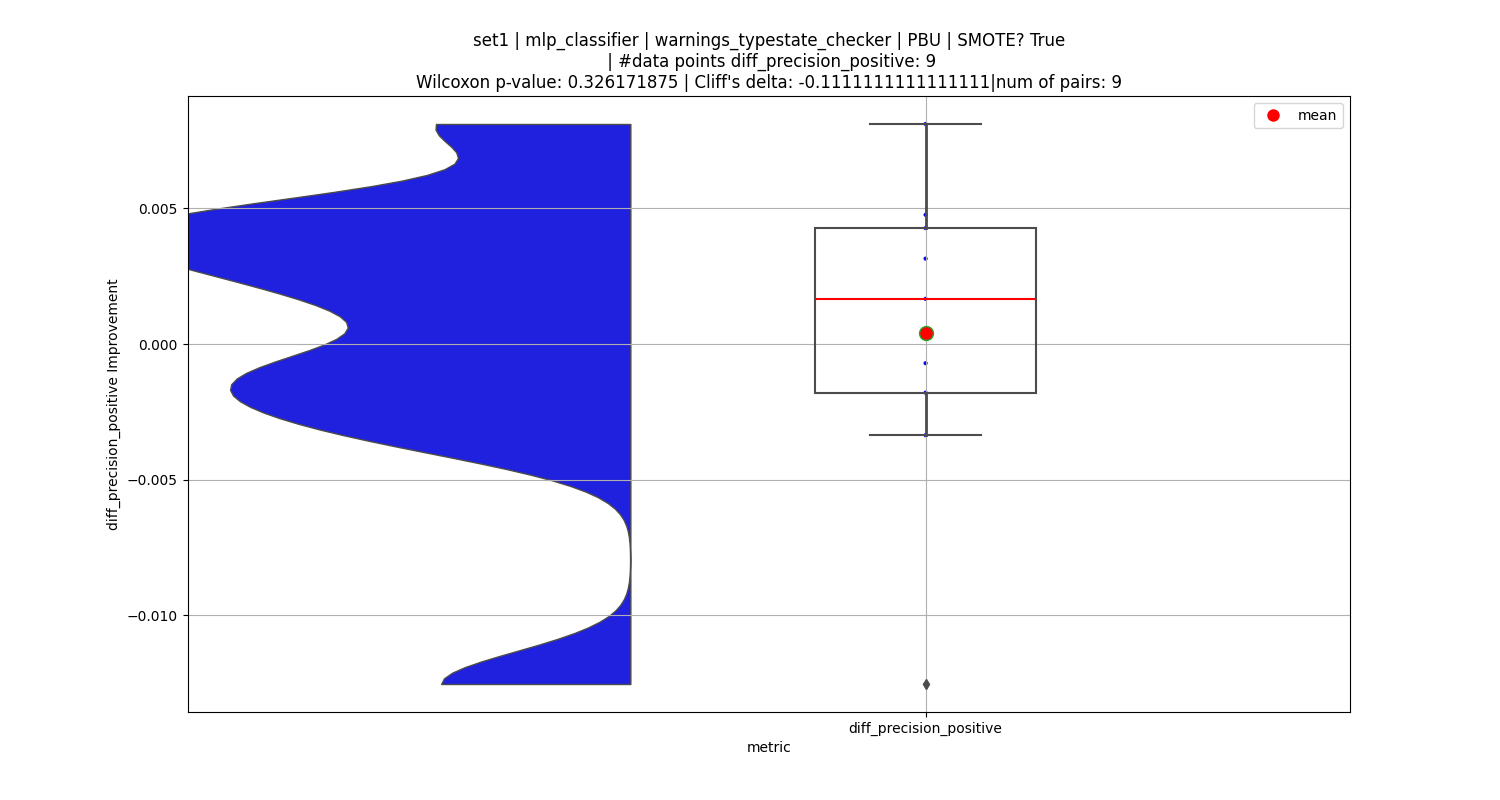 set1 | mlp_classifier | warnings_typestate_checker | PBU | SMOTE? True
| #data points diff_precision_positive: 9
Wilcoxon p-value: 0.326171875 | Cliff's delta: -0.1111111111111111|num of pairs: 9
mean
0.005
0.000
−0.005
−0.010
diff_precision_positive Improvement
diff_precision_positive
metric